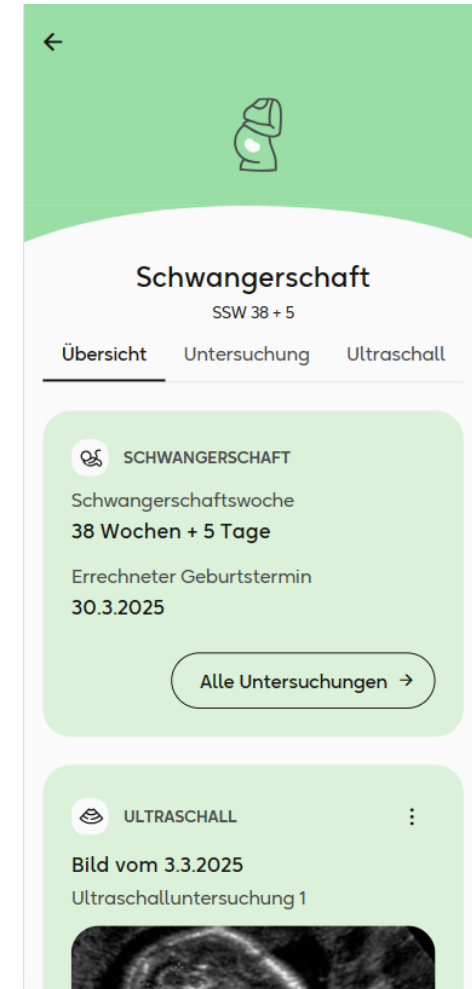 Schwangerschaft
SSW 38 + 5
Übersicht Untersuchung Ultraschall
SCHWANGERSCHAFT
Schwangerschaftswoche
38 Wochen + 5 Tage
Errechneter Geburtstermin
30.3.2025
Alle Untersuchungen →
ULTRASCHALL
Bild vom 3.3.2025
Ultraschalluntersuchung 1